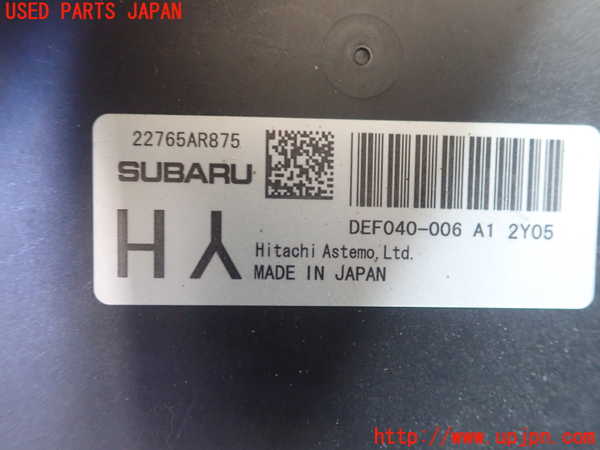 USED PARTS JAPAN
22765AR875
SUBARU
DEF040-006 A1 2Y05
HY
Hitachi Astemo,Ltd.
MADE IN JAPAN
http://www.upjpn.com/